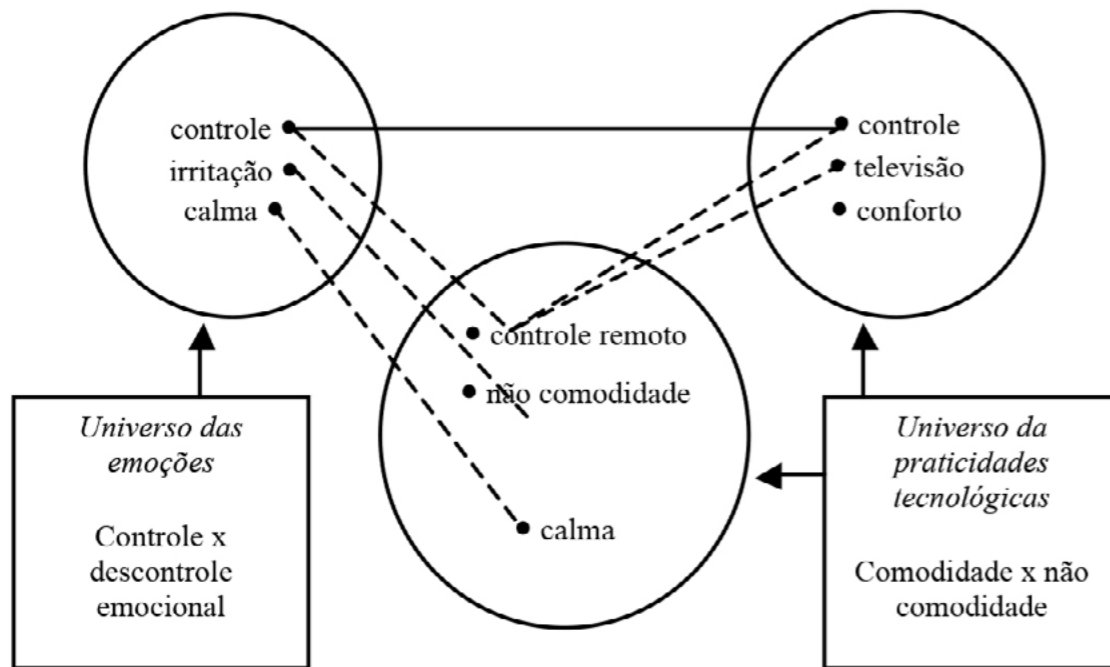 controle
irritação
calma
controle
televisão
conforto
controle remoto
não comodidade
calma
Universo das
emoções
Controle x
descontrole
emocional
Universo da
praticidades
tecnológicas
Comodidade x não
comodidade